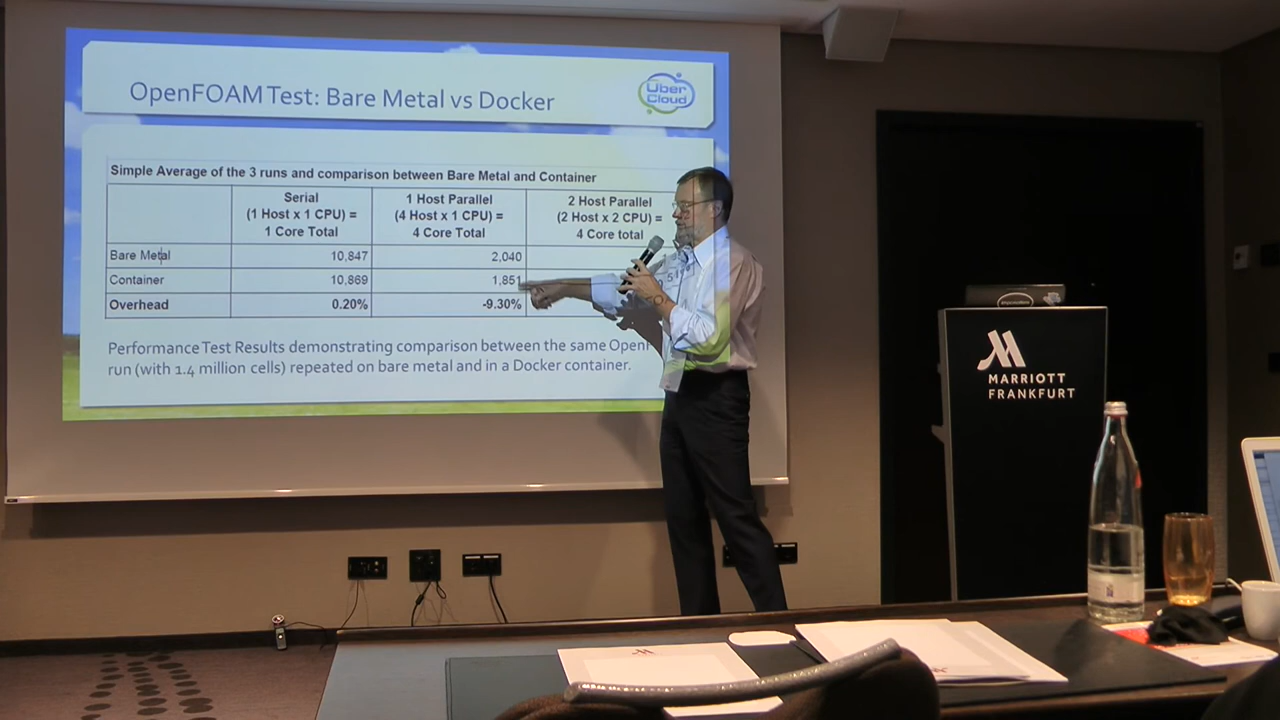 OpenFOAM Test: Bare Metal vs Docker
Über
Cloud
Simple Average of the 3 runs and comparison between Bare Metal and Container
Serial
(1 Host x 1 CPU) =
1 Core Total
1 Host Parallel
(4 Host x 1 CPU) =
4 Core Total
2 Host Parallel
(2 Host x 2 CPU) =
4 Core total
Bare Metal 10,847 2,040
Container 10,869 1,851
Overhead 0.20% -9.30%
Performance Test Results demonstrating comparison between the same
run (with 1.4 million cells) repeated on bare metal and in a Docker container.
MARRIOTT
FRANKFURT